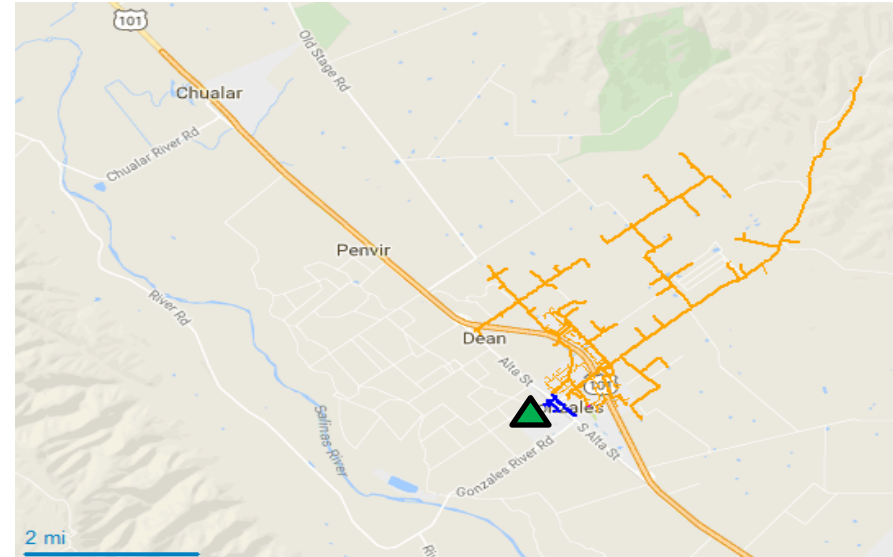 101
Old Stage Rd
Chualar
Chualar River Rd
Penvir
River Rd
Dean
Alta St
101
Salinas River
S Alta St
Gonzales River Rd
2 mi